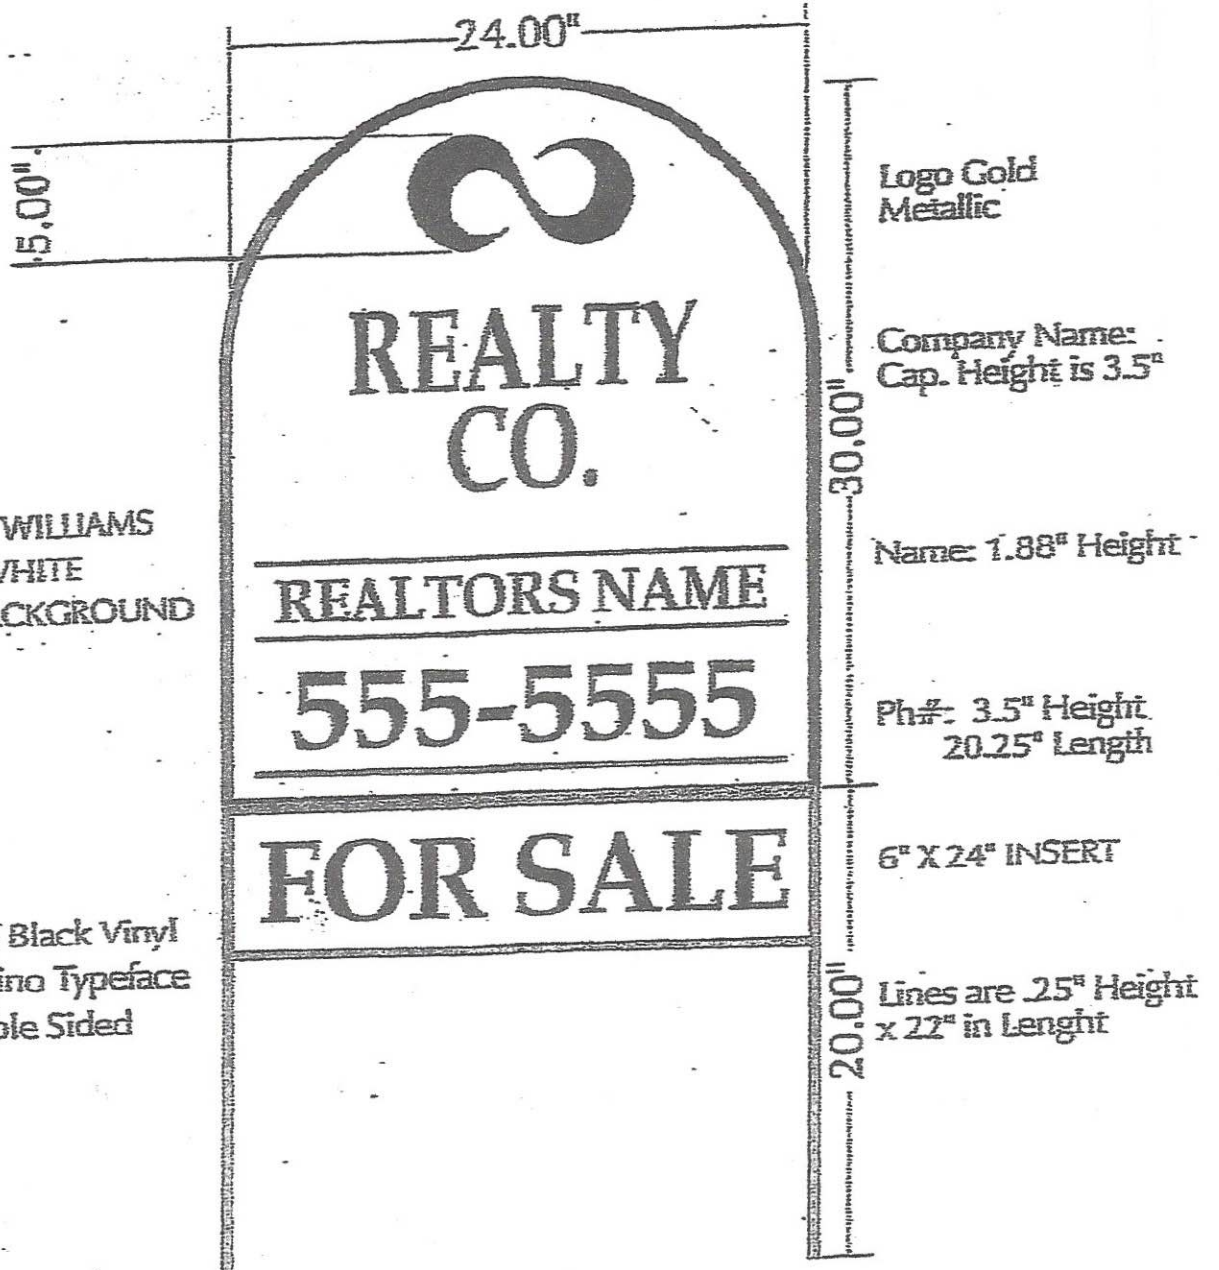 24.00"
5.00"
Logo Gold
Metallic
REALTY
CO.
Company Name:
Cap. Height is 3.5"
30.00"
WILLIAMS
WHITE
BACKGROUND
REALTORS NAME
Name: 1.88" Height
555-5555
Ph#: 3.5" Height
20.25" Length
FOR SALE
6" X 24" INSERT
Black Vinyl
ino Typeface
ble Sided
20.00"
Lines are .25" Height
x 22" in Lenght